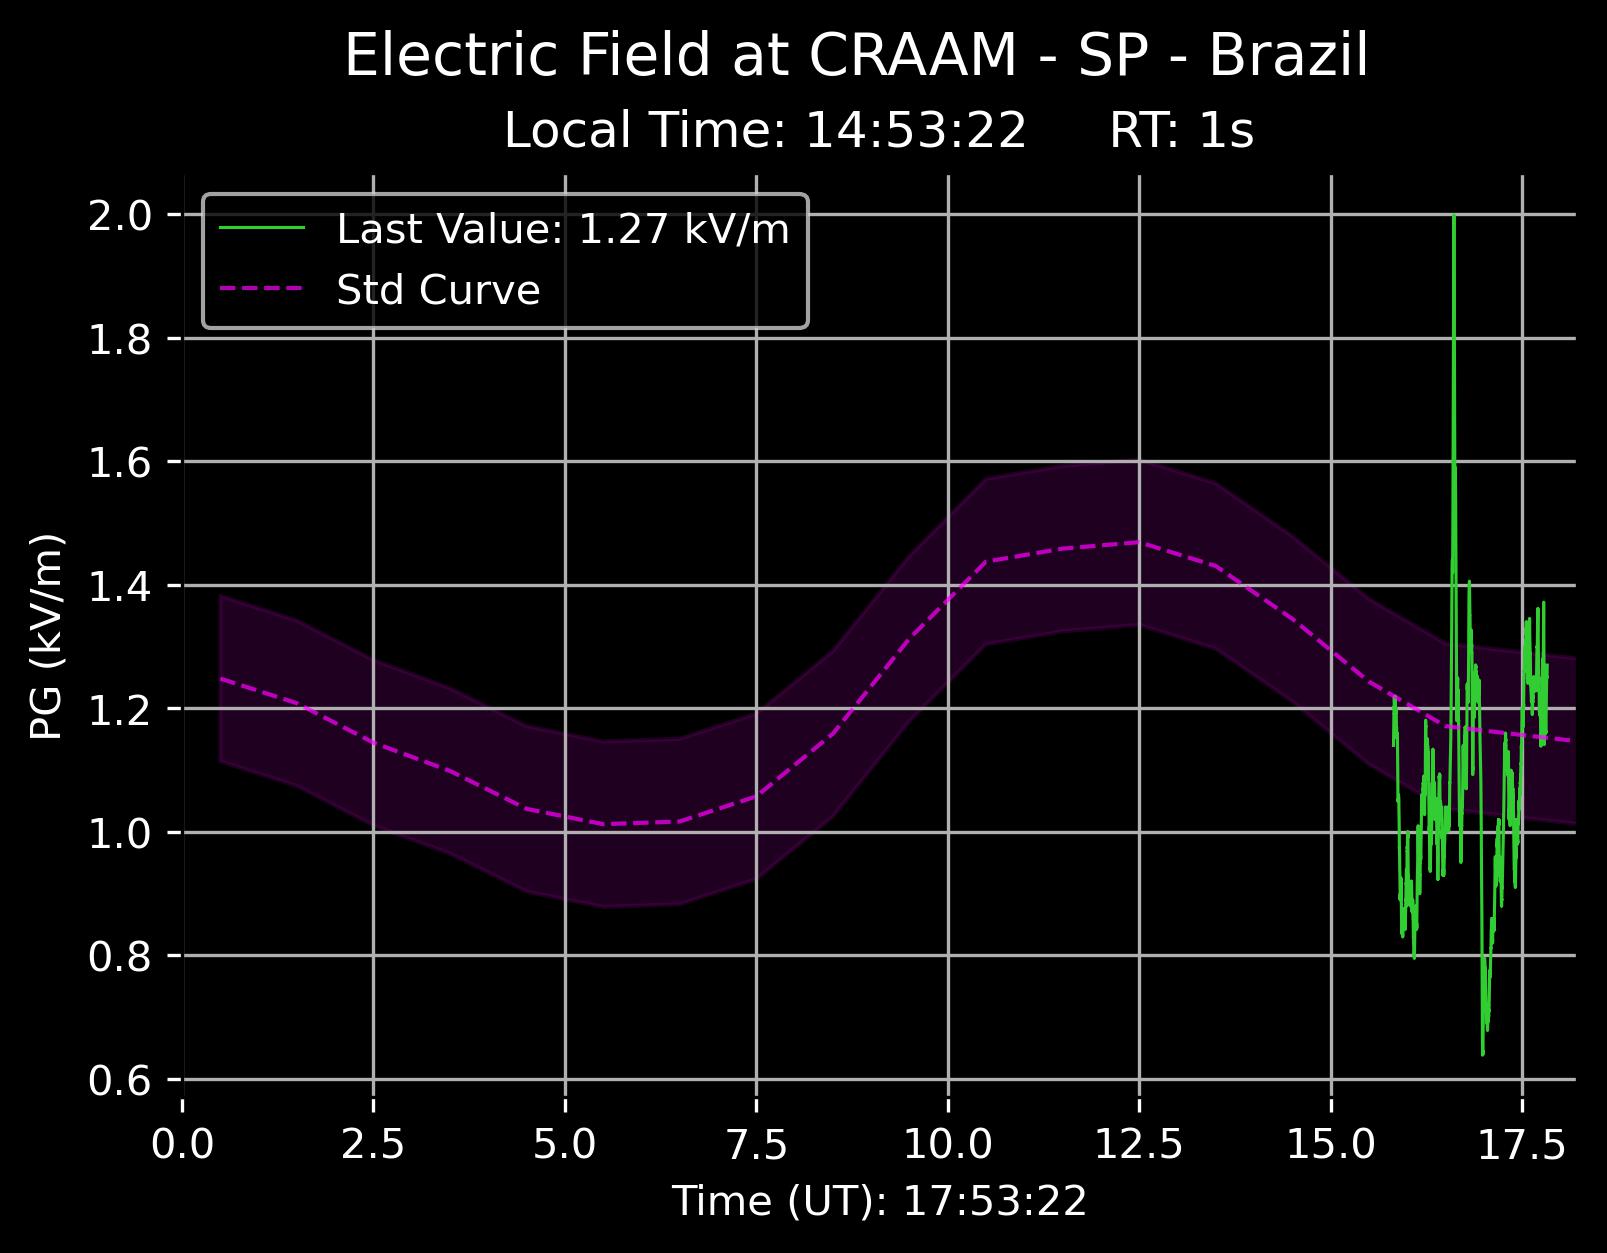 Electric Field at CRAAM - SP - Brazil
Local Time: 14:53:22 RT: 1s
Last Value: 1.27 kV/m
Std Curve
PG (kV/m)
2.0
1.8
1.6
1.4
1.2
1.0
0.8
0.6
0.0 2.5 5.0 7.5 10.0 12.5 15.0 17.5
Time (UT): 17:53:22